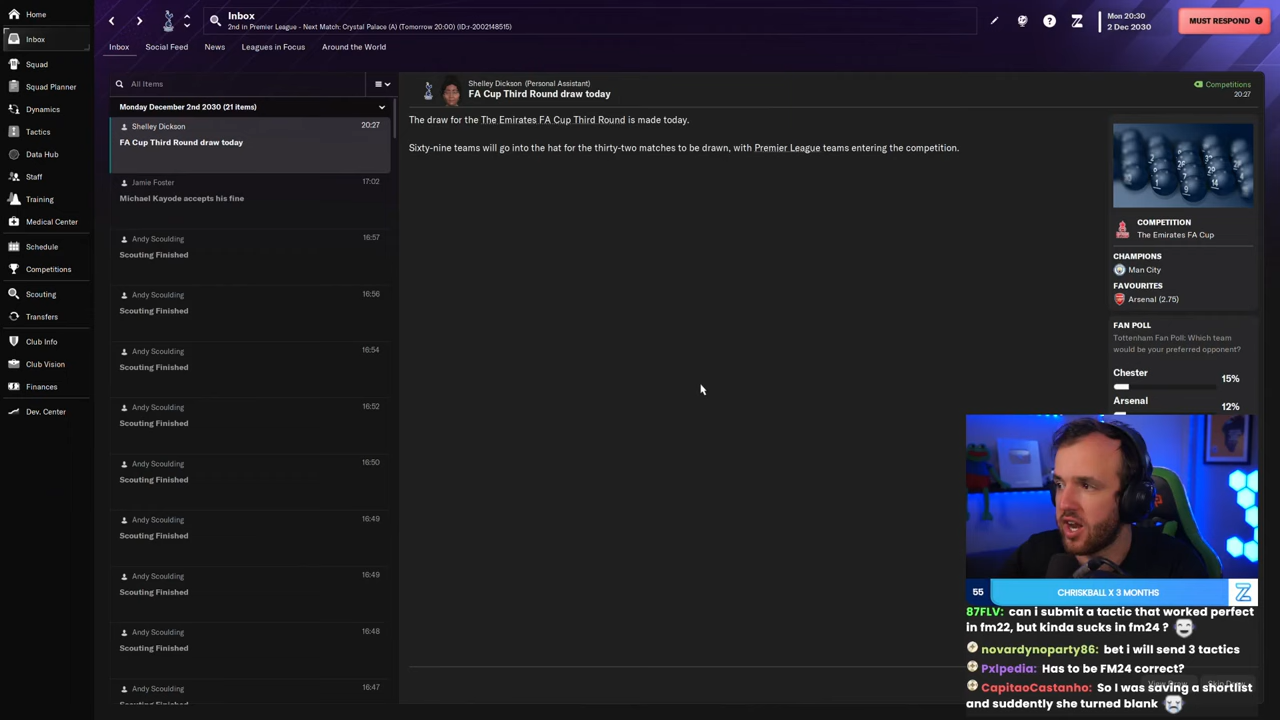 Home
Inbox
Squad
Squad Planner
Dynamics
Tactics
Data Hub
Staff
Training
Medical Center
Schedule
Competitions
Scouting
Transfers
Club Info
Club Vision
Finances
Dev. Center
Inbox
2nd in Premier League - Next Match: Crystal Palace (A) (Tomorrow 20:00) (ID:r-2002148515)
Mon 20:30
2 Dec 2030
MUST RESPOND
Inbox Social Feed News Leagues in Focus Around the World
All Items
Monday December 2nd 2030 (21 items)
Shelley Dickson 20:27
FA Cup Third Round draw today
Jamie Foster 17:02
Michael Kayode accepts his fine
Andy Scoulding 16:57
Scouting Finished
Andy Scoulding 16:56
Scouting Finished
Andy Scoulding 16:54
Scouting Finished
Andy Scoulding 16:52
Scouting Finished
Andy Scoulding 16:50
Scouting Finished
Andy Scoulding 16:49
Scouting Finished
Andy Scoulding 16:49
Scouting Finished
Andy Scoulding 16:48
Scouting Finished
Andy Scoulding 16:47
Scouting Finished
Shelley Dickson (Personal Assistant)
FA Cup Third Round draw today
Competitions
20:27
The draw for the The Emirates FA Cup Third Round is made today.
Sixty-nine teams will go into the hat for the thirty-two matches to be drawn, with Premier League teams entering the competition.
COMPETITION
The Emirates FA Cup
CHAMPIONS
Man City
FAVOURITES
Arsenal (2.75)
FAN POLL
Tottenham Fan Poll: Which team
would be your preferred opponent?
Chester 15%
Arsenal 12%
55 CHRISKBALL X 3 MONTHS
87FLV: can i submit a tactic that worked perfect
in fm22, but kinda sucks in fm24 ?
novardynoparty86: bet i will send 3 tactics
Pxlpedia: Has to be FM24 correct?
CapitaoCastanho: So I was saving a shortlist
and suddenly she turned blank